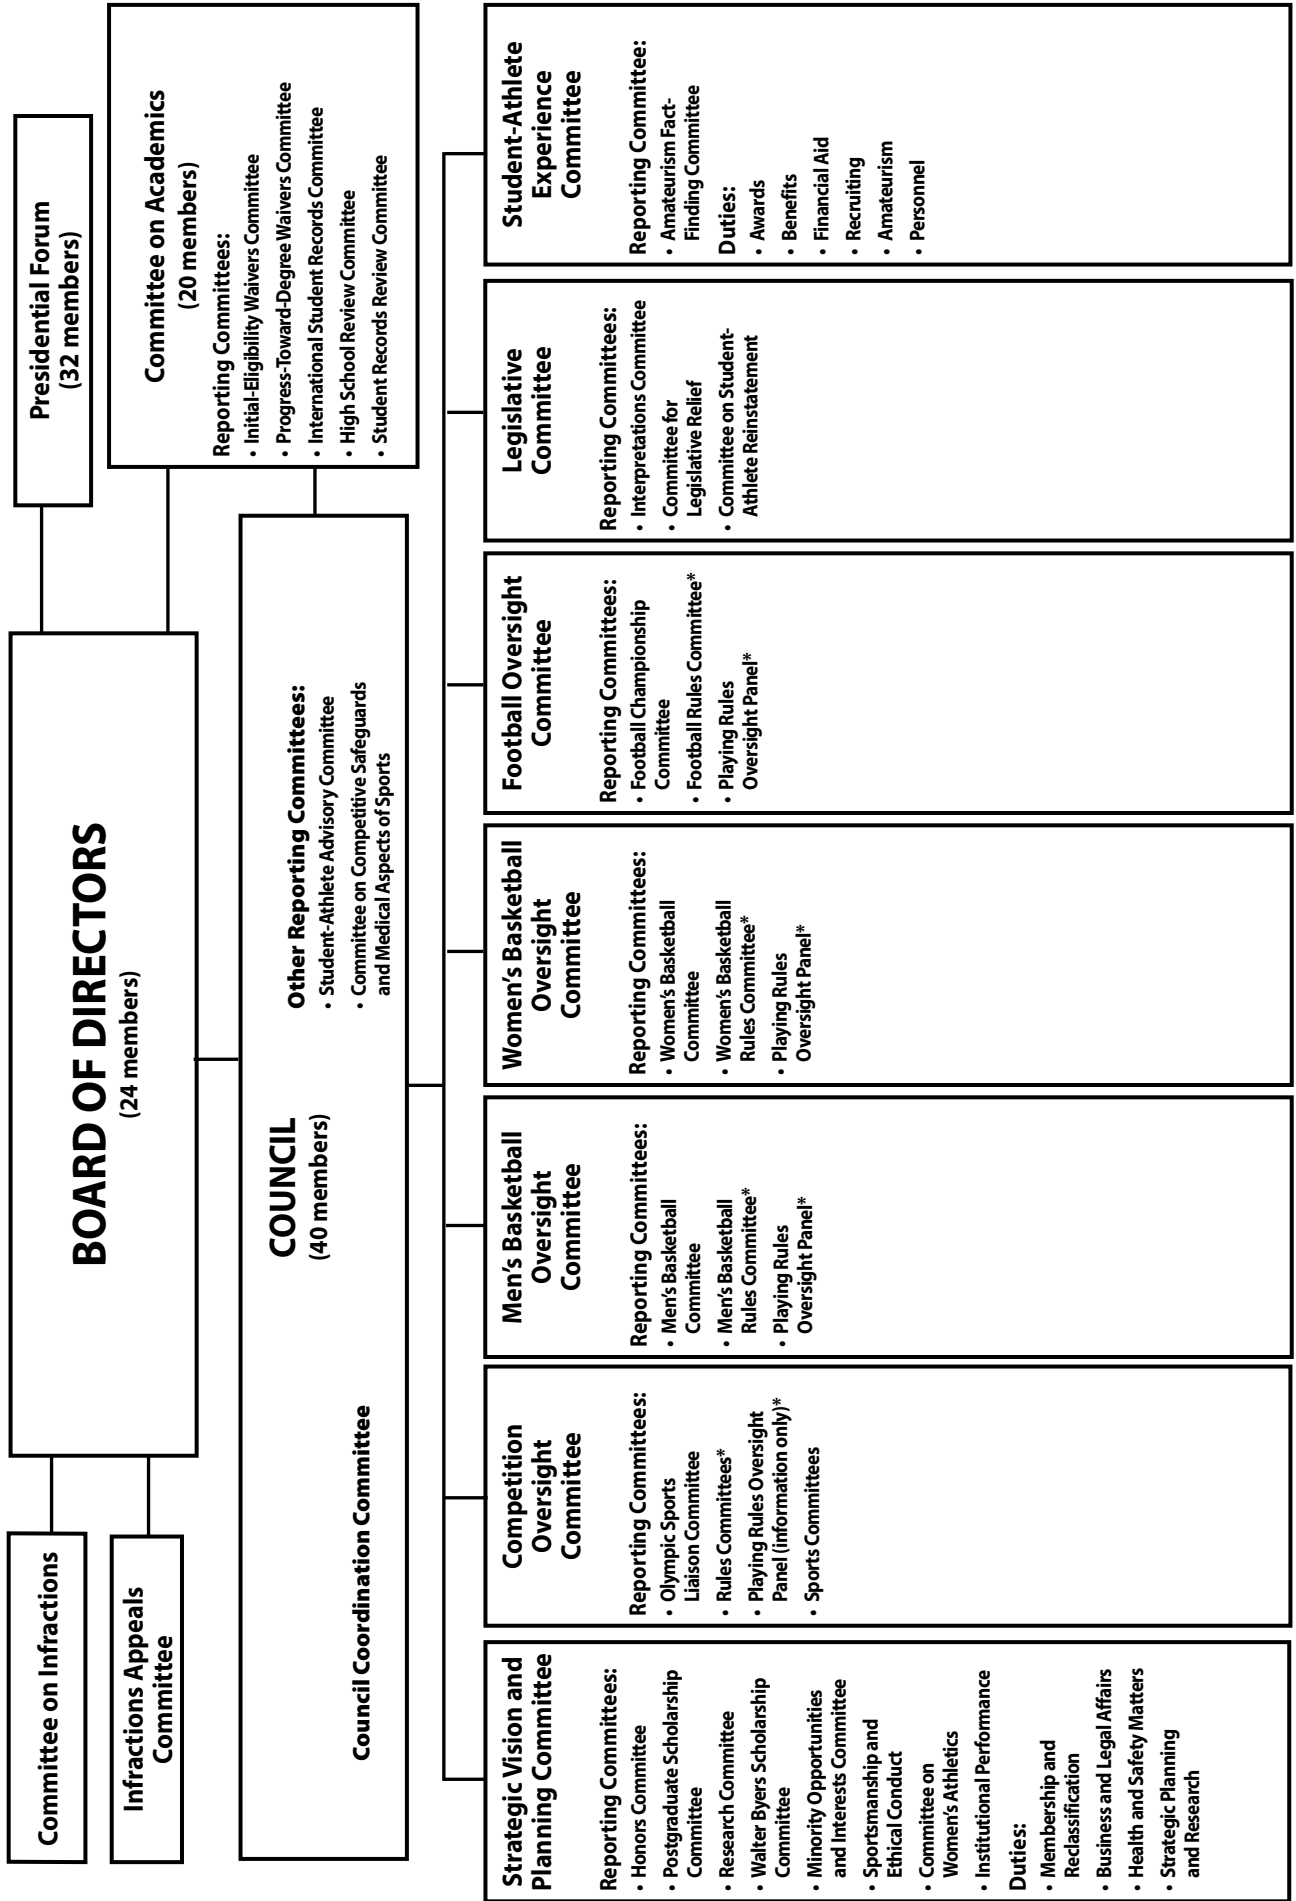 Committee on Infractions
Infractions Appeals
Committee
BOARD OF DIRECTORS
(24 members)
Presidential Forum
(32 members)
Committee on Academics
(20 members)
Reporting Committees:
• Initial-Eligibility Waivers Committee
• Progress-Toward-Degree Waivers Committee
• International Student Records Committee
• High School Review Committee
• Student Records Review Committee
COUNCIL
(40 members)
Council Coordination Committee
Other Reporting Committees:
• Student-Athlete Advisory Committee
• Committee on Competitive Safeguards
and Medical Aspects of Sports
Strategic Vision and
Planning Committee
Reporting Committees:
• Honors Committee
• Postgraduate Scholarship
Committee
• Research Committee
• Walter Byers Scholarship
Committee
• Minority Opportunities
and Interests Committee
• Sportsmanship and
Ethical Conduct
• Committee on
Women's Athletics
• Institutional Performance
Duties:
• Membership and
Reclassification
• Business and Legal Affairs
• Health and Safety Matters
• Strategic Planning
and Research
Competition
Oversight
Committee
Reporting Committees:
• Olympic Sports
Liaison Committee
• Rules Committees*
• Playing Rules Oversight
Panel (information only)*
• Sports Committees
Men's Basketball
Oversight
Committee
Reporting Committees:
• Men's Basketball
Committee
• Men's Basketball
Rules Committee*
• Playing Rules
Oversight Panel*
Women's Basketball
Oversight
Committee
Reporting Committees:
• Women's Basketball
Committee
• Women's Basketball
Rules Committee*
• Playing Rules
Oversight Panel*
Football Oversight
Committee
Reporting Committees:
• Football Championship
Committee
• Football Rules Committee*
• Playing Rules
Oversight Panel*
Legislative
Committee
Reporting Committees:
• Interpretations Committee
• Committee for
Legislative Relief
• Committee on Student-
Athlete Reinstatement
Student-Athlete
Experience
Committee
Reporting Committee:
• Amateurism Fact-
Finding Committee
Duties:
• Awards
• Benefits
• Financial Aid
• Recruiting
• Amateurism
• Personnel